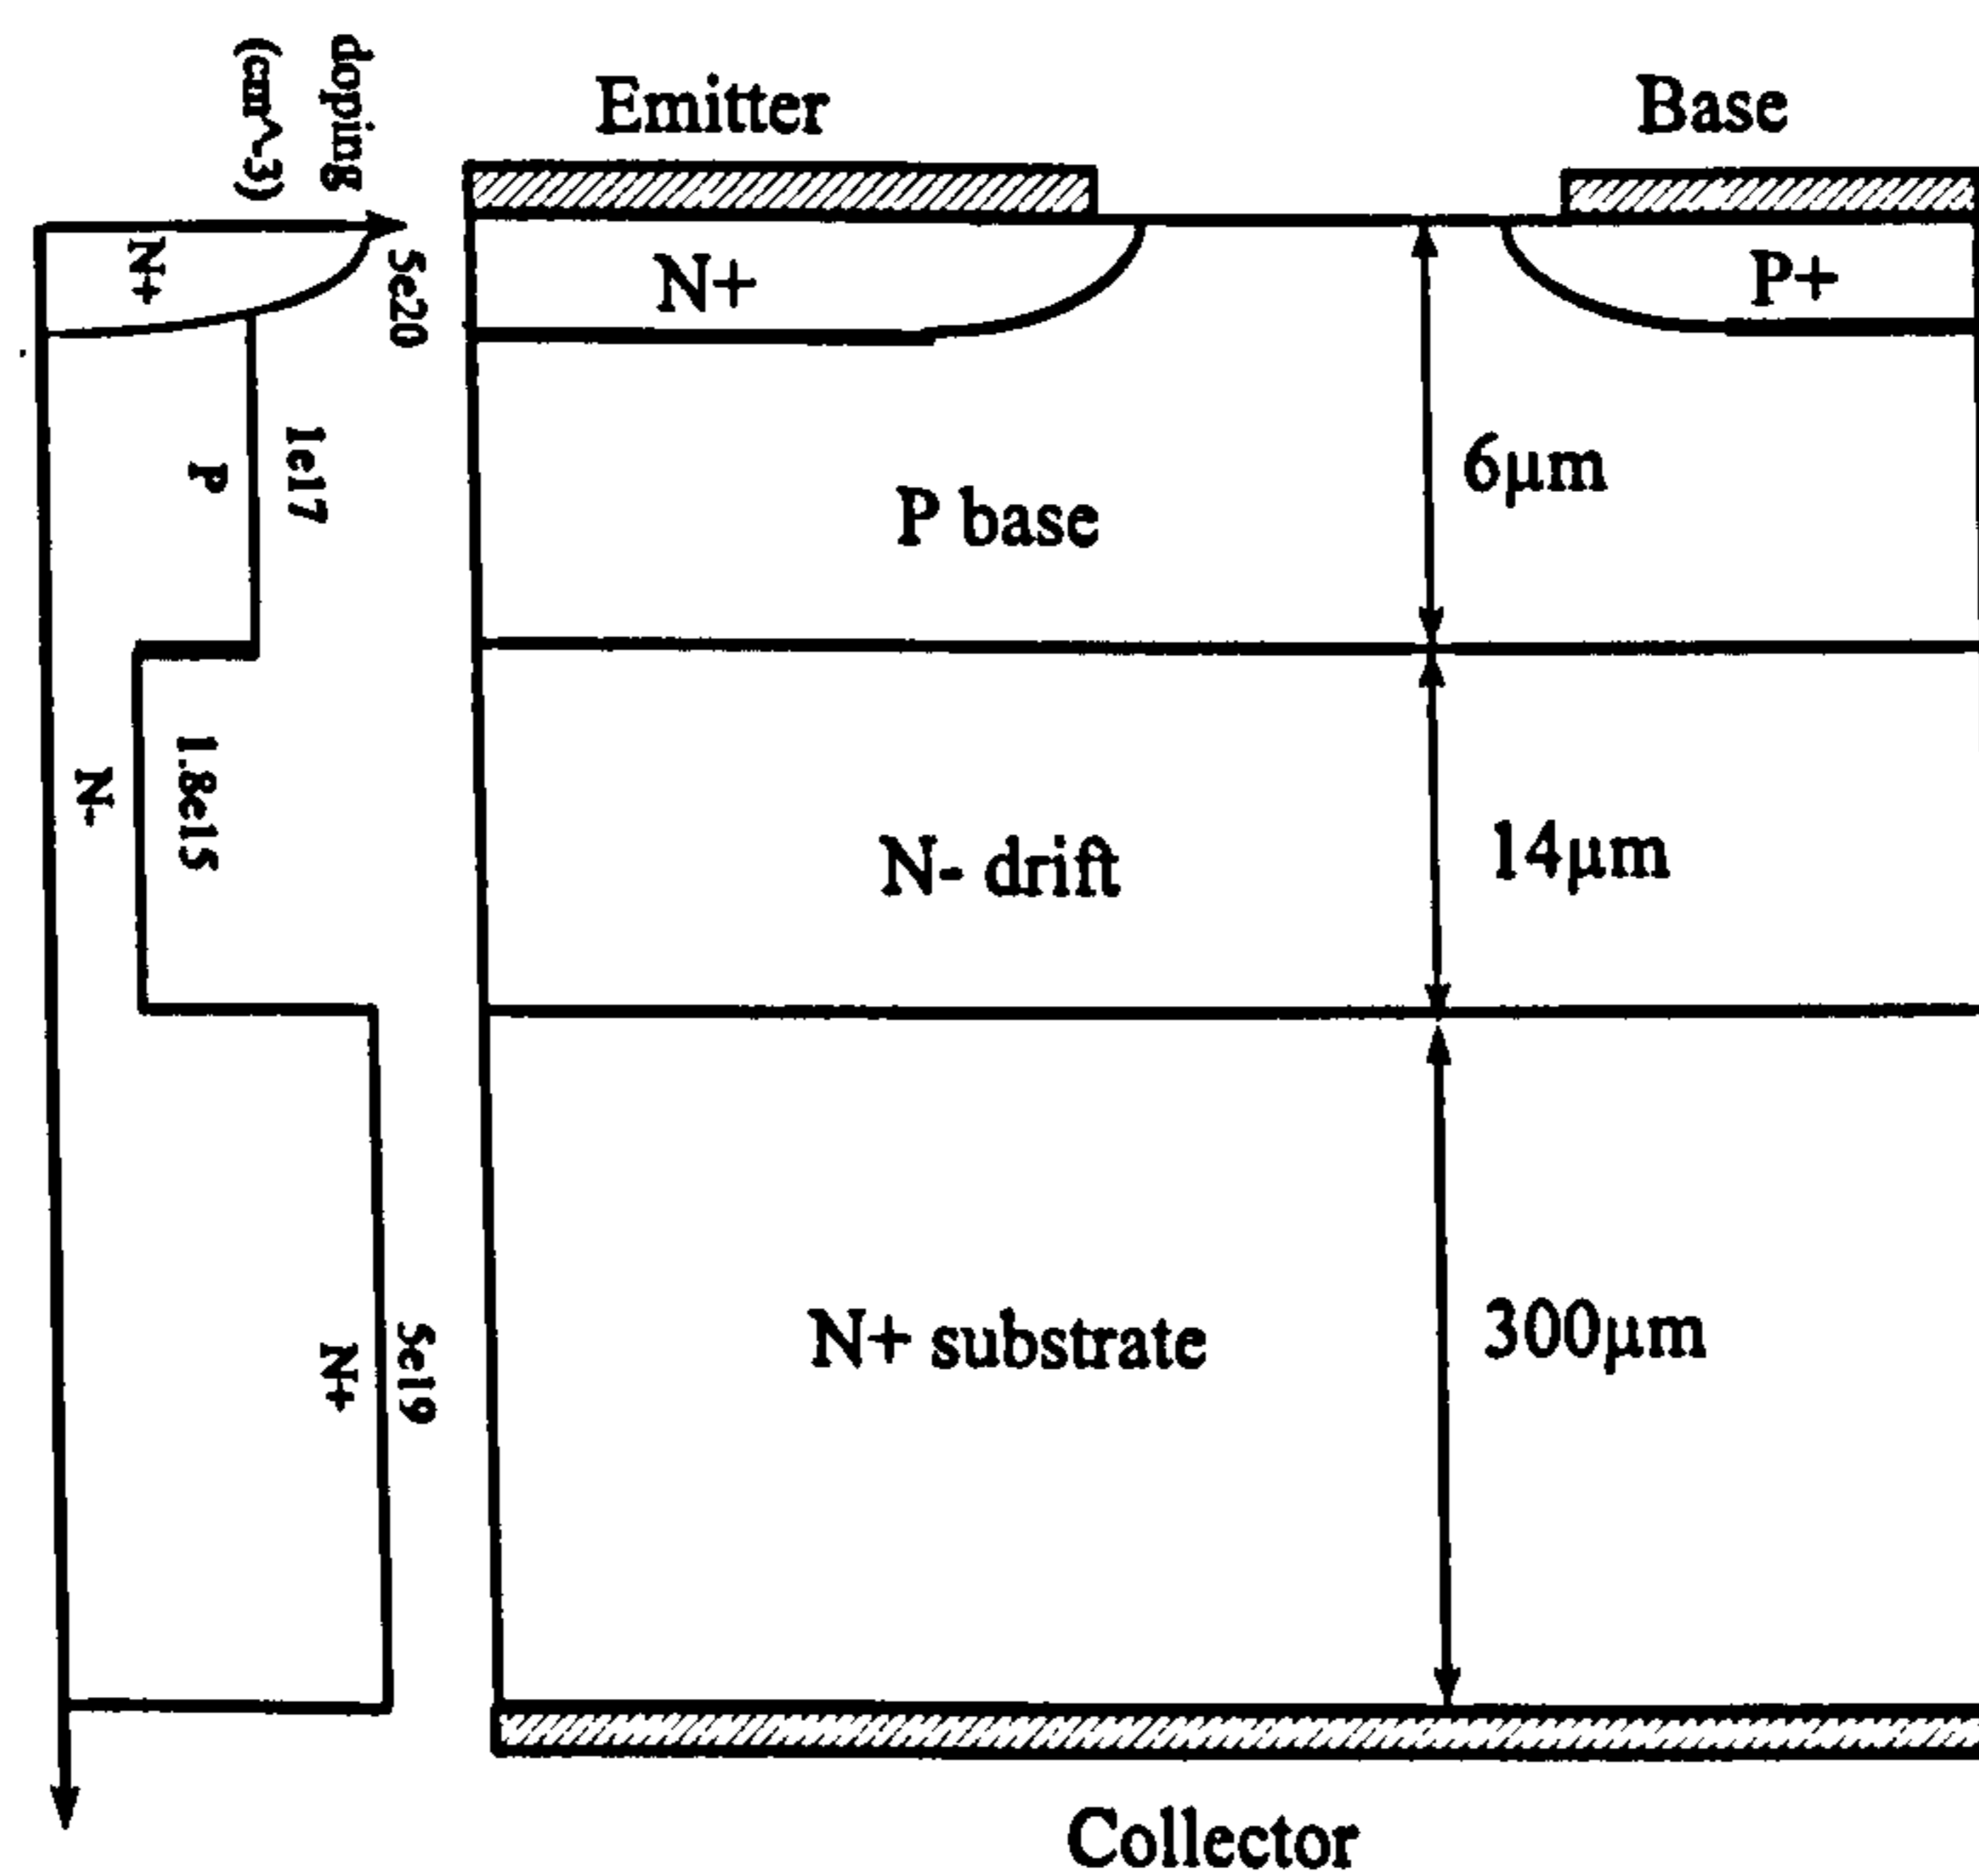 doping
(cm^-3)
Emitter
Base
N+
5e20
N+
P+
1e17
P
6μm
P base
1.8e15
N-
N- drift
14μm
5e19
N+
N+ substrate
300μm
Collector